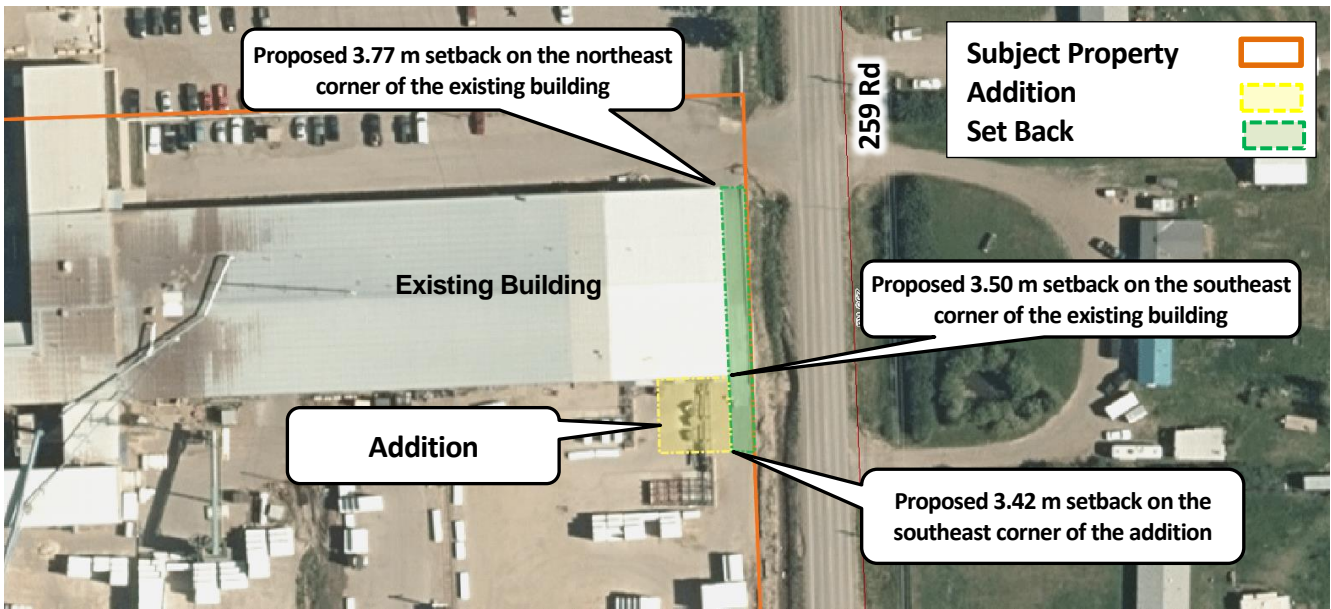 Proposed 3.77 m setback on the northeast
corner of the existing building
Subject Property
Addition
Set Back
259 Rd
Existing Building
Proposed 3.50 m setback on the southeast
corner of the existing building
Addition
Proposed 3.42 m setback on the
southeast corner of the addition